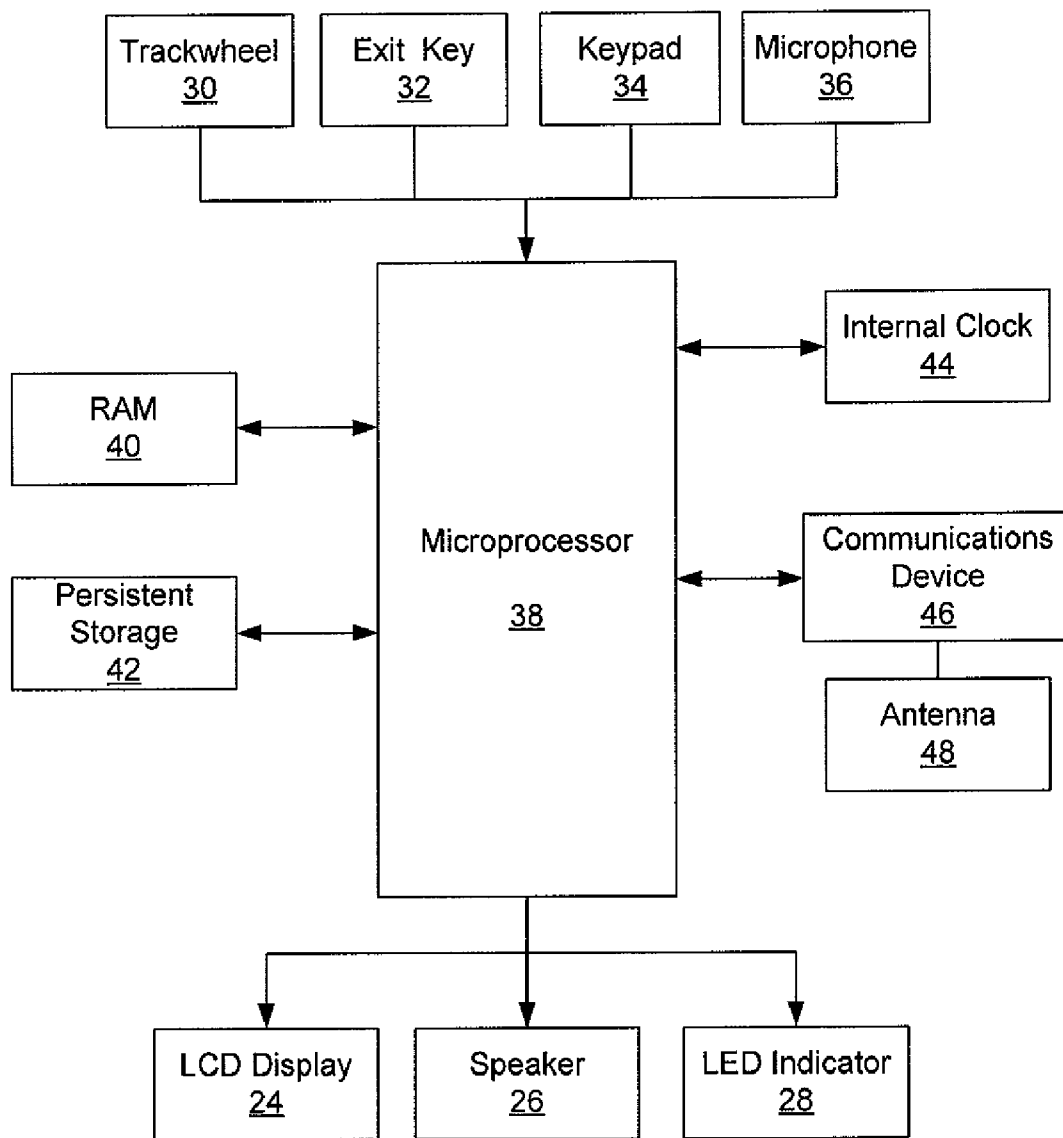 Trackwheel
30
Exit Key
32
Keypad
34
Microphone
36
Internal Clock
44
RAM
40
Microprocessor
38
Communications
Device
46
Persistent
Storage
42
Antenna
48
LCD Display
24
Speaker
26
LED Indicator
28